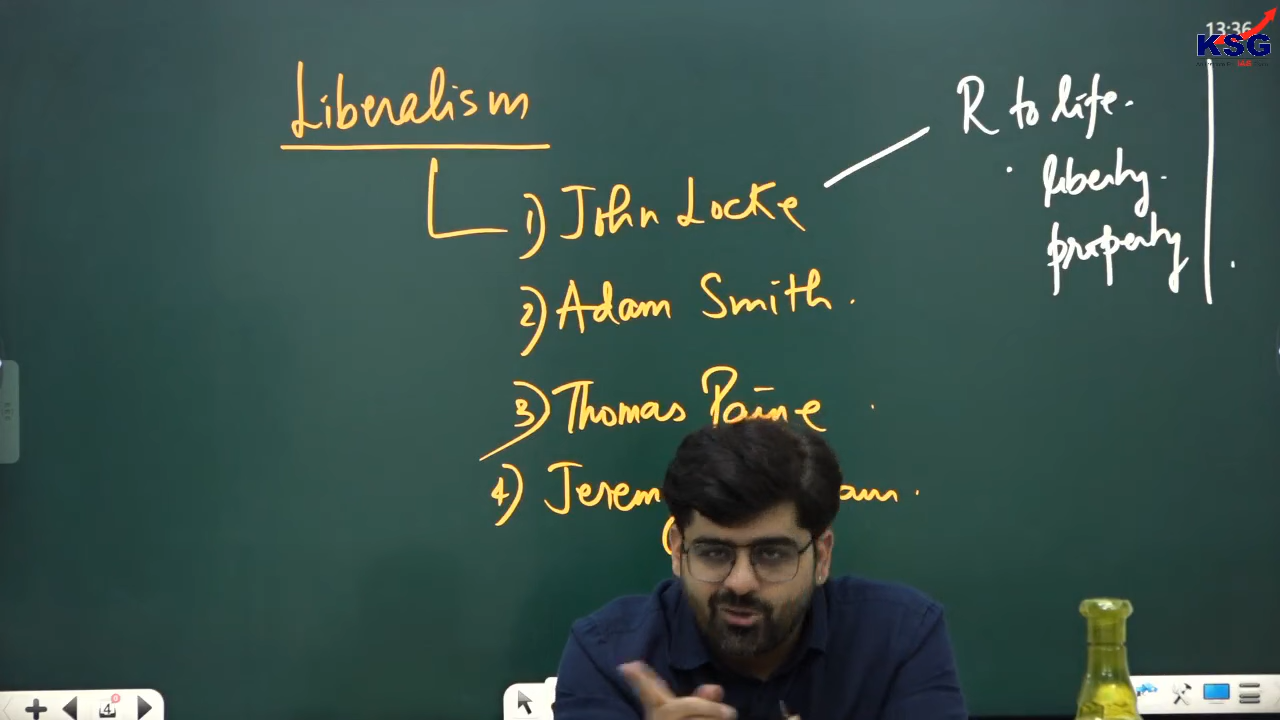 13:36
KSG
Liberalism
1) John Locke
R to life.
liberty.
property
2) Adam Smith.
3) Thomas Paine
4) Jerem
am.
4